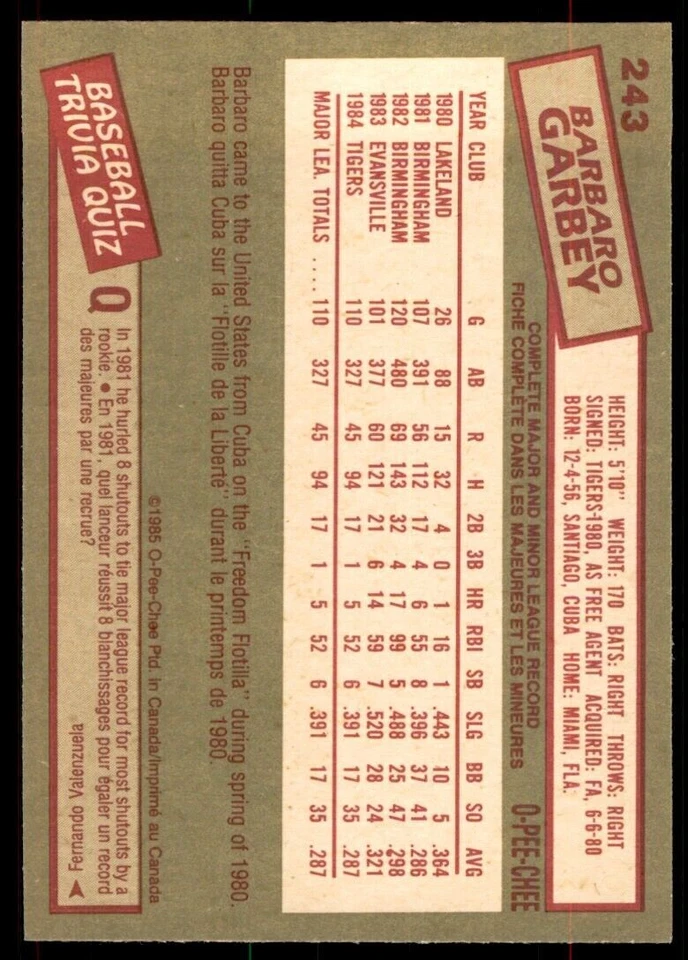 243
BARBARO
GARBEY
HEIGHT: 5'10" WEIGHT: 170 BATS: RIGHT THROWS: RIGHT
SIGNED: TIGERS-1980, AS FREE AGENT ACQUIRED: FA, 6-6-80
BORN: 12-4-56, SANTIAGO, CUBA HOME: MIAMI, FLA.
COMPLETE MAJOR AND MINOR LEAGUE RECORD
FICHE COMPLÈTE DANS LES MAJEURES ET LES MINEURES
O-PEE-CHEE
YEAR CLUB G AB R H 2B 3B HR RBI SB SLG BB SO AVG
1980 LAKELAND 26 88 15 32 4 0 1 16 1 .443 10 5 .364
1981 BIRMINGHAM 107 391 56 112 17 4 6 55 8 .396 37 41 .286
1982 BIRMINGHAM 120 480 69 143 32 4 17 99 5 .488 25 47 .298
1983 EVANSVILLE 101 377 60 121 21 6 14 59 7 .520 28 24 .321
1984 TIGERS 110 327 45 94 17 1 5 52 6 .391 17 35 .287
MAJOR LEA. TOTALS ..... 110 327 45 94 17 1 5 52 6 .391 17 35 .287
Barbaro came to the United States from Cuba on the "Freedom Flotilla" during spring of 1980.
Barbaro quitta Cuba sur la "Flotille de la Liberté" durant le printemps de 1980.
©1985 O-Pee-Chee Ptd. in Canada/Imprimé au Canada
BASEBALL
TRIVIA QUIZ
Q
In 1981 he hurled 8 shutouts to tie major league record for most shutouts by a
rookie. ● En 1981, quel lanceur réussit 8 blanchissages pour égaler un record
des majeures par une recrue?
Fernando Valenzuela